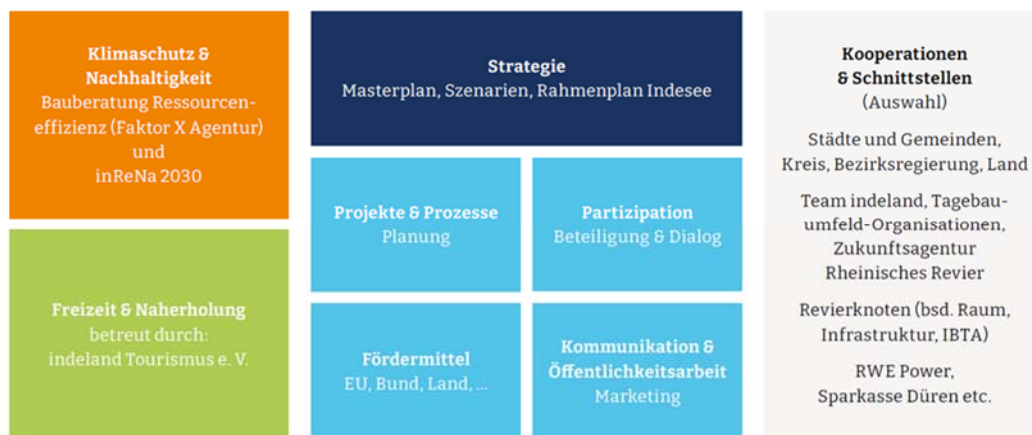 Klimaschutz &
Nachhaltigkeit
Bauberatung Ressourcen-
effizienz (Faktor X Agentur)
und
inReNa 2030
Freizeit & Naherholung
betreut durch:
indeland Tourismus e. V.
Strategie
Masterplan, Szenarien, Rahmenplan Indesee
Projekte & Prozesse
Planung
Partizipation
Beteiligung & Dialog
Fördermittel
EU, Bund, Land, ...
Kommunikation &
Öffentlichkeitsarbeit
Marketing
Kooperationen
& Schnittstellen
(Auswahl)
Städte und Gemeinden,
Kreis, Bezirksregierung, Land
Team indeland, Tagebau-
umfeld-Organisationen,
Zukunftsagentur
Rheinisches Revier
Revierknoten (bsd. Raum,
Infrastruktur, IBTA)
RWE Power,
Sparkasse Düren etc.